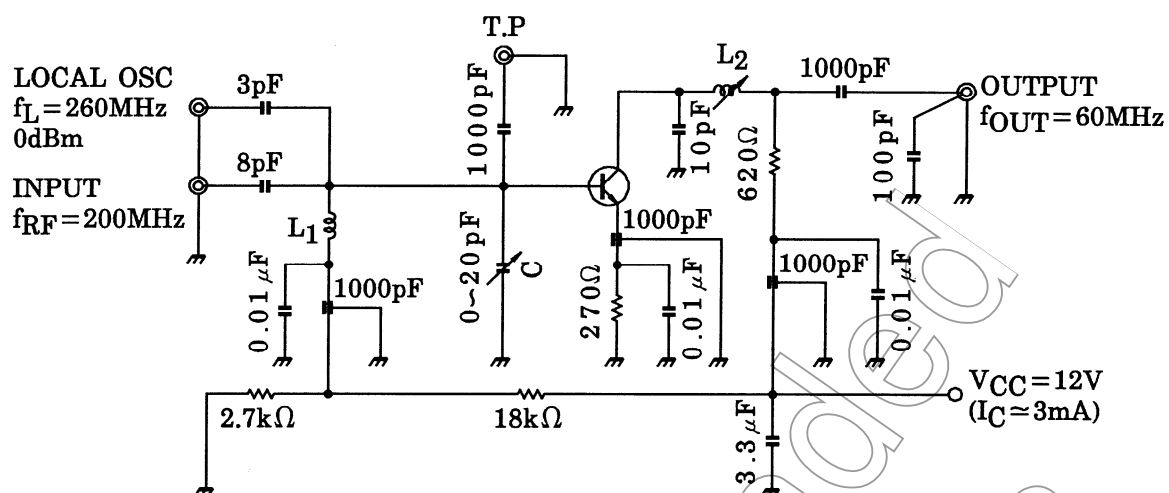 T.P
LOCAL OSC
fL=260MHz
0dBm
3pF
1000pF
L2
1000pF
OUTPUT
fOUT=60MHz
INPUT
fRF=200MHz
8pF
10pF
620Ω
100pF
L1
1000pF
0.01μF
1000pF
0~20pF
C
270Ω
0.01μF
1000pF
0.01μF
2.7kΩ
18kΩ
VCC=12V
(IC≃3mA)
3.3μF
ded